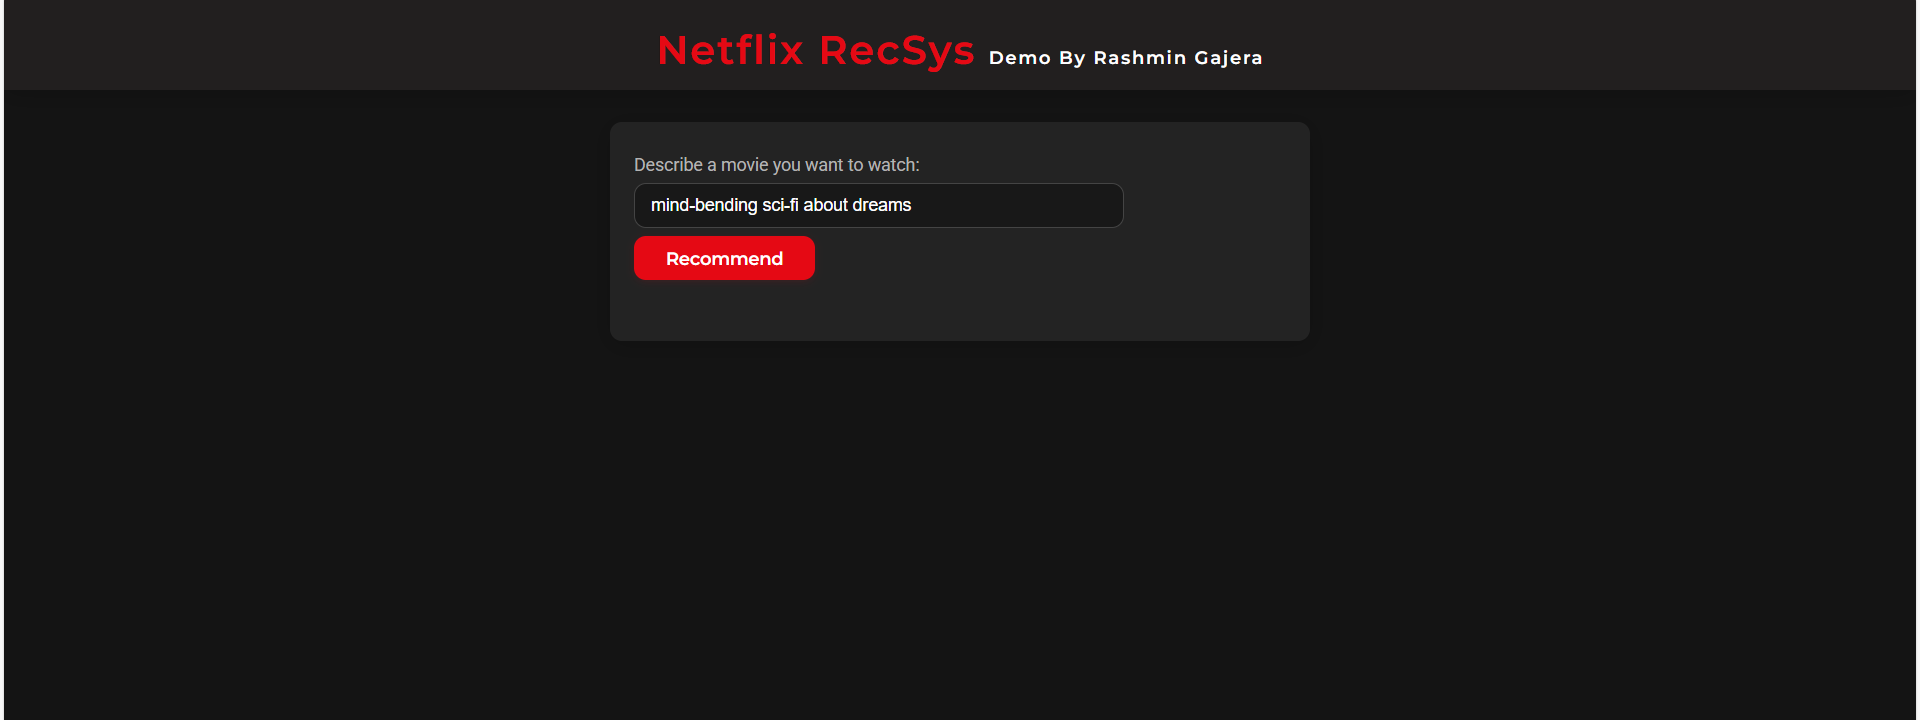 Netflix RecSys Demo By Rashmin Gajera
Describe a movie you want to watch:
mind-bending sci-fi about dreams
Recommend